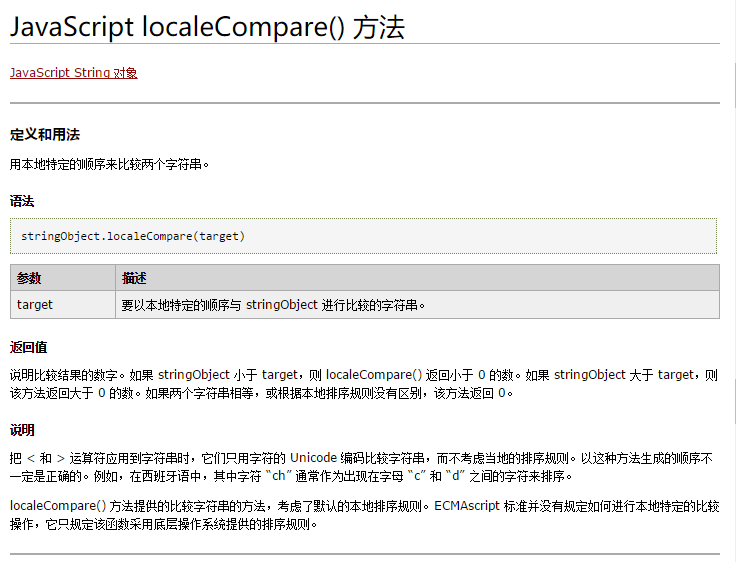 JavaScript localeCompare() 方法
JavaScript String 对象
定义和用法
用本地特定的顺序来比较两个字符串。
语法
stringObject.localeCompare(target)
参数 描述
target 要以本地特定的顺序与 stringObject 进行比较的字符串。
返回值
说明比较结果的数字。如果 stringObject 小于 target，则 localeCompare() 返回小于 0 的数。如果 stringObject 大于 target，则
该方法返回大于 0 的数。如果两个字符串相等，或根据本地排序规则没有区别，该方法返回 0。
说明
把 < 和 > 运算符应用到字符串时，它们只用字符的 Unicode 编码比较字符串，而不考虑当地的排序规则。以这种方法生成的顺序不
一定是正确的。例如，在西班牙语中，其中字符 “ch” 通常作为出现在字母 “c” 和 “d” 之间的字符来排序。
localeCompare() 方法提供的比较字符串的方法，考虑了默认的本地排序规则。ECMAscript 标准并没有规定如何进行本地特定的比较
操作，它只规定该函数采用底层操作系统提供的排序规则。